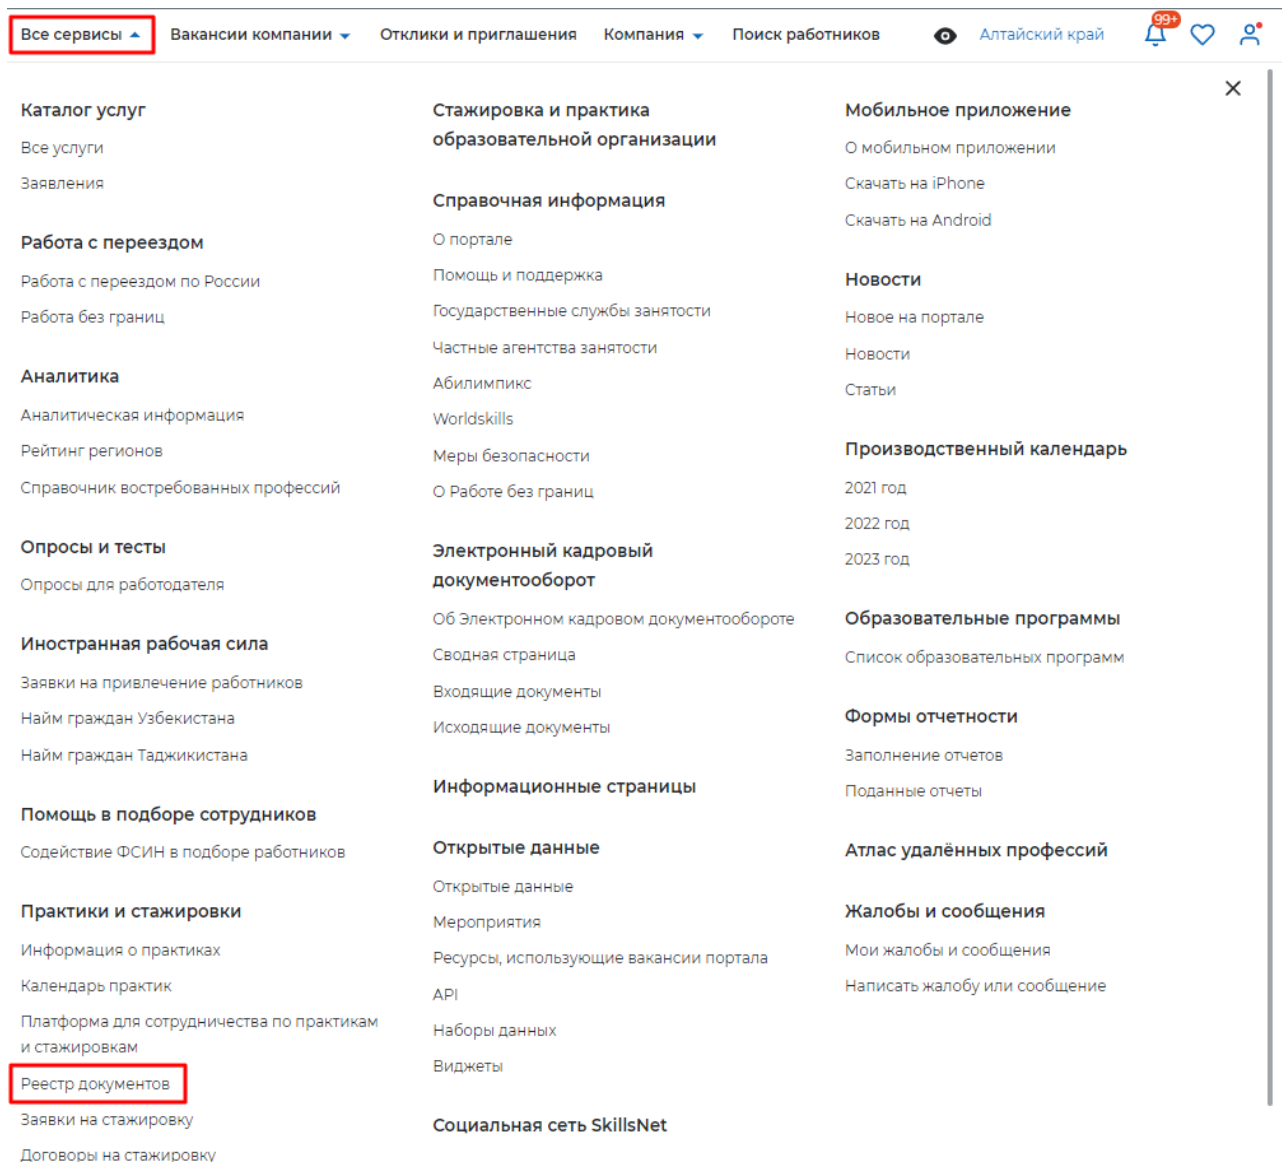 Все сервисы Вакансии компании Отклики и приглашения Компания Поиск работников Алтайский край 99+
Каталог услуг
Все услуги
Заявления
Работа с переездом
Работа с переездом по России
Работа без границ
Аналитика
Аналитическая информация
Рейтинг регионов
Справочник востребованных профессий
Опросы и тесты
Опросы для работодателя
Иностранная рабочая сила
Заявки на привлечение работников
Найм граждан Узбекистана
Найм граждан Таджикистана
Помощь в подборе сотрудников
Содействие ФСИН в подборе работников
Практики и стажировки
Информация о практиках
Календарь практик
Платформа для сотрудничества по практикам
и стажировкам
Реестр документов
Заявки на стажировку
Договоры на стажировку
Стажировка и практика
образовательной организации
Справочная информация
О портале
Помощь и поддержка
Государственные службы занятости
Частные агентства занятости
Абилимпикс
Worldskills
Меры безопасности
О Работе без границ
Электронный кадровый
документооборот
Об Электронном кадровом документообороте
Сводная страница
Входящие документы
Исходящие документы
Информационные страницы
Открытые данные
Открытые данные
Мероприятия
Ресурсы, использующие вакансии портала
API
Наборы данных
Виджеты
Социальная сеть SkillsNet
Мобильное приложение
О мобильном приложении
Скачать на iPhone
Скачать на Android
Новости
Новое на портале
Новости
Статьи
Производственный календарь
2021 год
2022 год
2023 год
Образовательные программы
Список образовательных программ
Формы отчетности
Заполнение отчетов
Поданные отчеты
Атлас удалённых профессий
Жалобы и сообщения
Мои жалобы и сообщения
Написать жалобу или сообщение